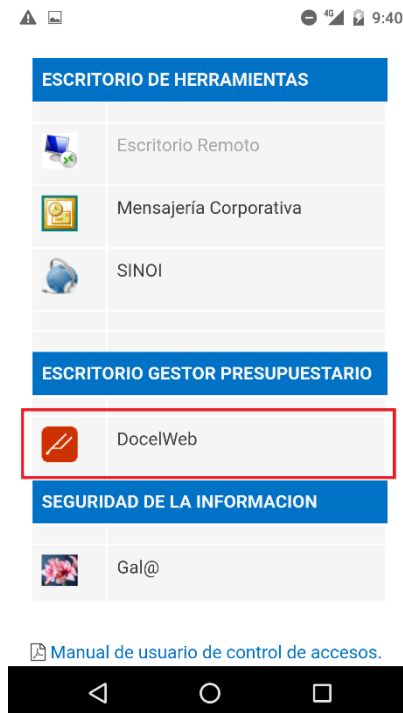 4G 9:40
ESCRITORIO DE HERRAMIENTAS
Escritorio Remoto
Mensajería Corporativa
SINOI
ESCRITORIO GESTOR PRESUPUESTARIO
DocelWeb
SEGURIDAD DE LA INFORMACION
Gal@
Manual de usuario de control de accesos.